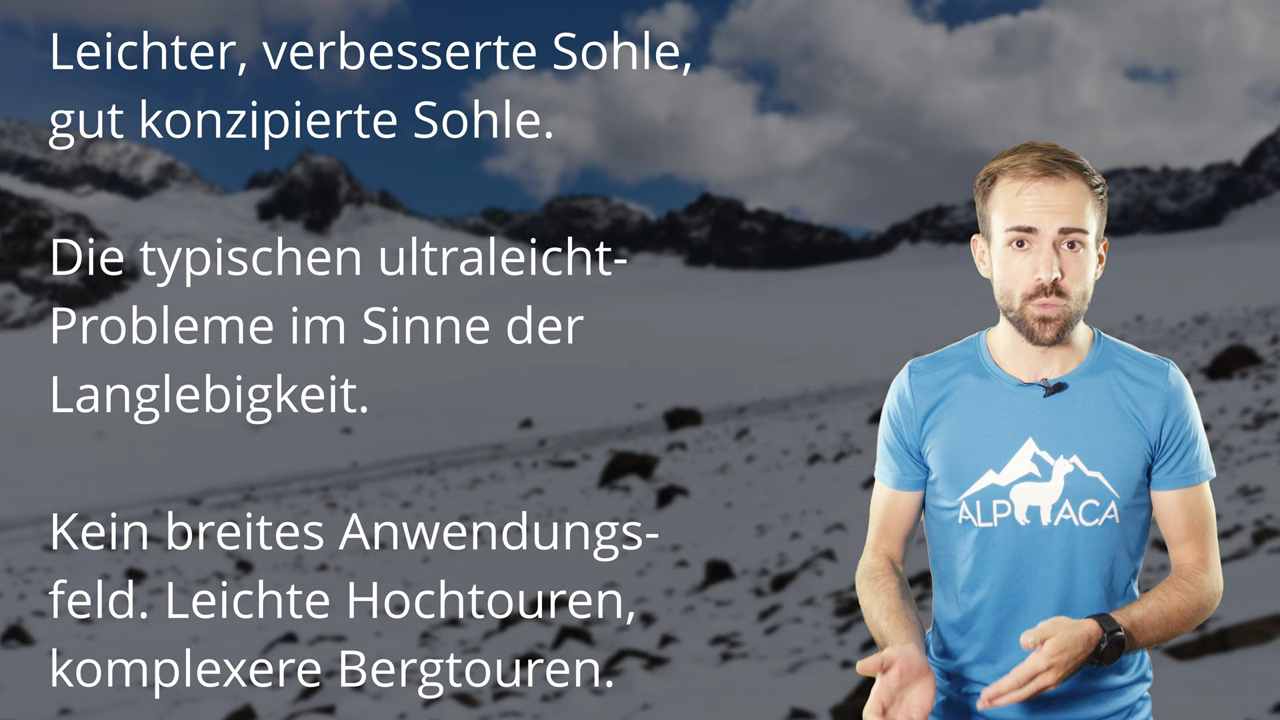 Leichter, verbesserte Sohle,
gut konzipierte Sohle.
Die typischen ultraleicht-
Probleme im Sinne der
Langlebigkeit.
Kein breites Anwendungs-
feld. Leichte Hochtouren,
komplexere Bergtouren.
ALPACA